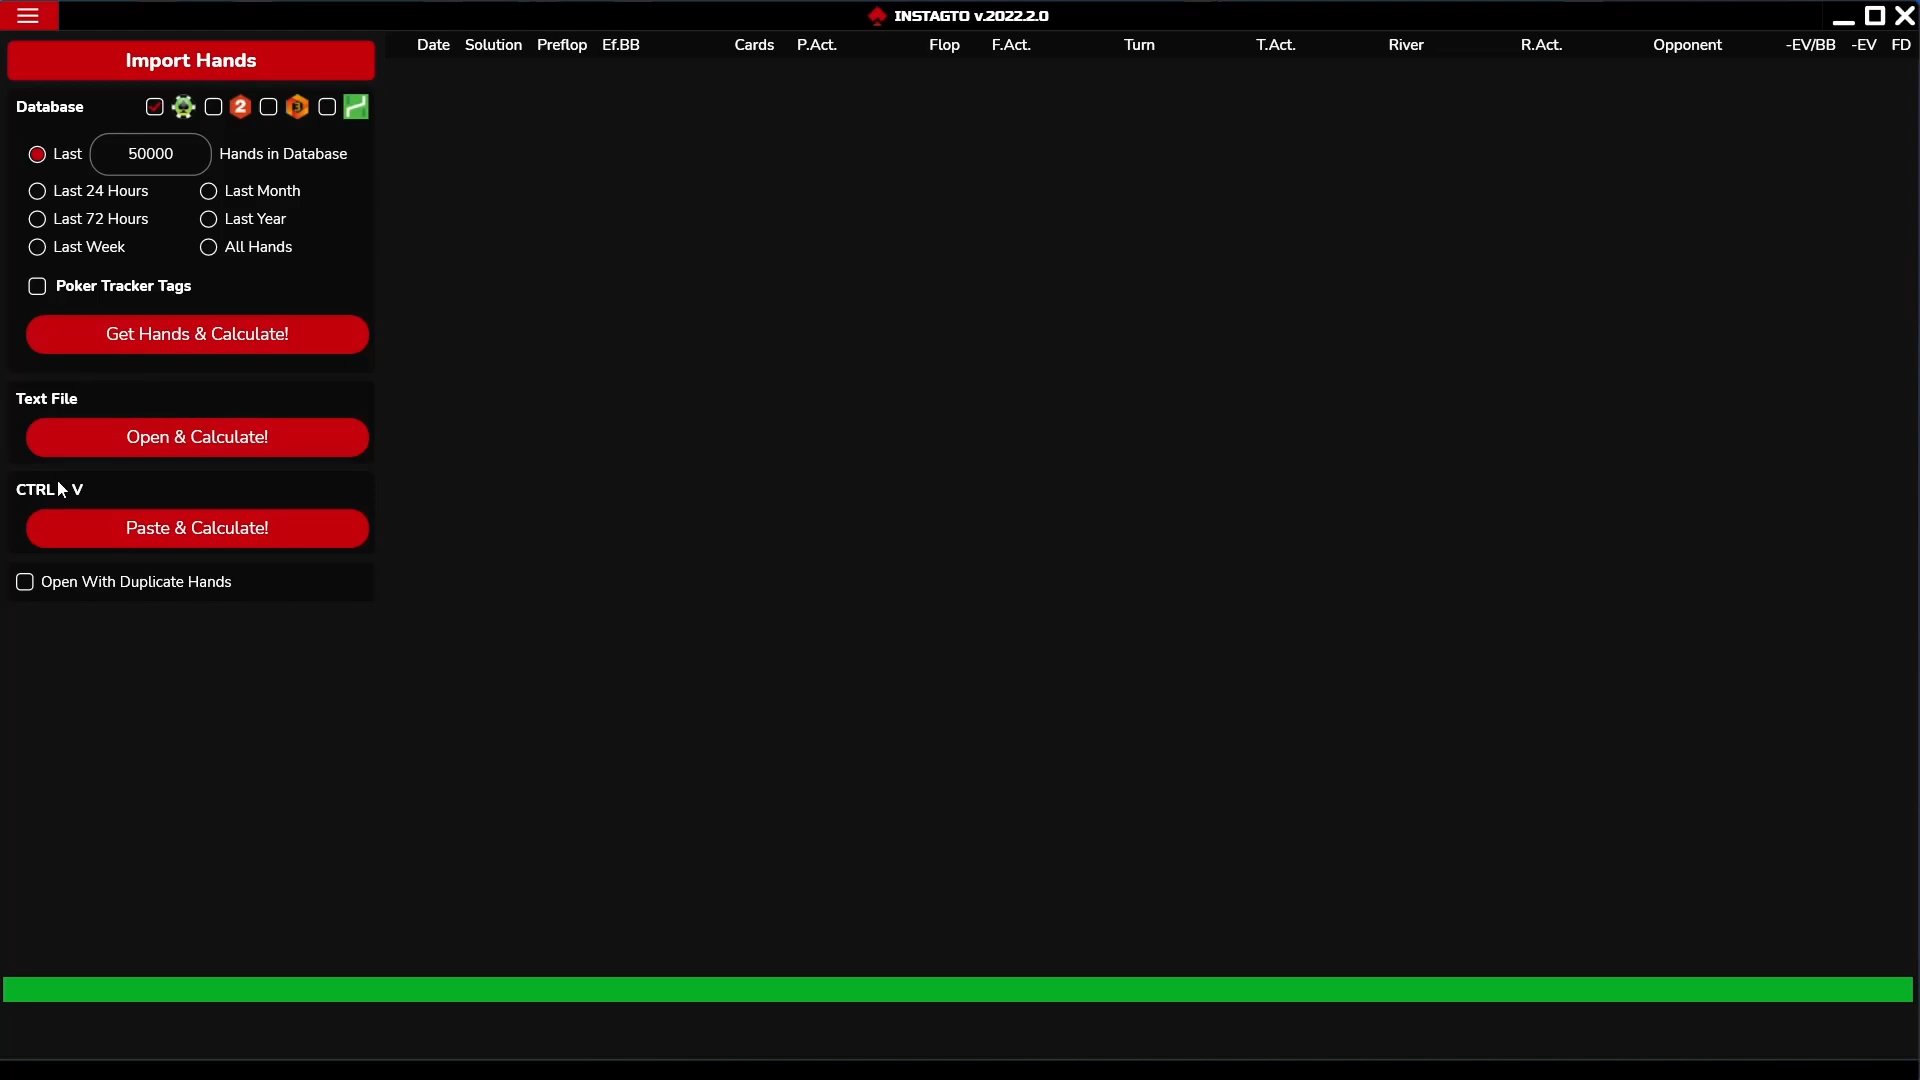 INSTAGTO v.2022.2.0
Import Hands
Date Solution Preflop Ef.BB Cards P.Act. Flop F.Act. Turn T.Act. River R.Act. Opponent -EV/BB -EV FD
Database 2 3
Last 50000 Hands in Database
Last 24 Hours Last Month
Last 72 Hours Last Year
Last Week All Hands
Poker Tracker Tags
Get Hands & Calculate!
Text File
Open & Calculate!
CTRL V
Paste & Calculate!
Open With Duplicate Hands